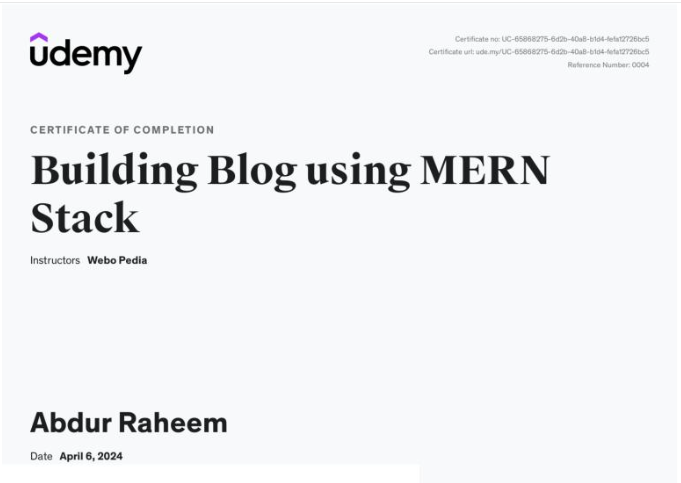 udemy
Certificate no: UC-65868275-6d2b-40a8-b1d4-fefa12726bc5
Certificate url: ude.my/UC-65868275-6d2b-40a8-b1d4-fefa12726bc5
Reference Number: 0004
CERTIFICATE OF COMPLETION
Building Blog using MERN
Stack
Instructors Webo Pedia
Abdur Raheem
Date April 6, 2024